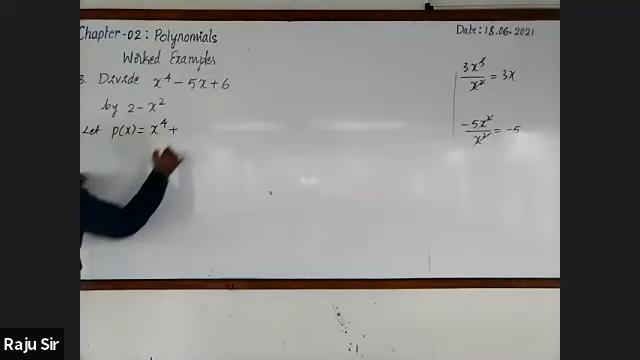 Chapter-02: Polynomials
Date: 18.06.2021
Worked Examples
3. Divide x⁴ - 5x + 6
by 2 - x²
Let p(x) = x⁴ +
3x³/x² = 3x
-5x²/x² = -5
Raju Sir